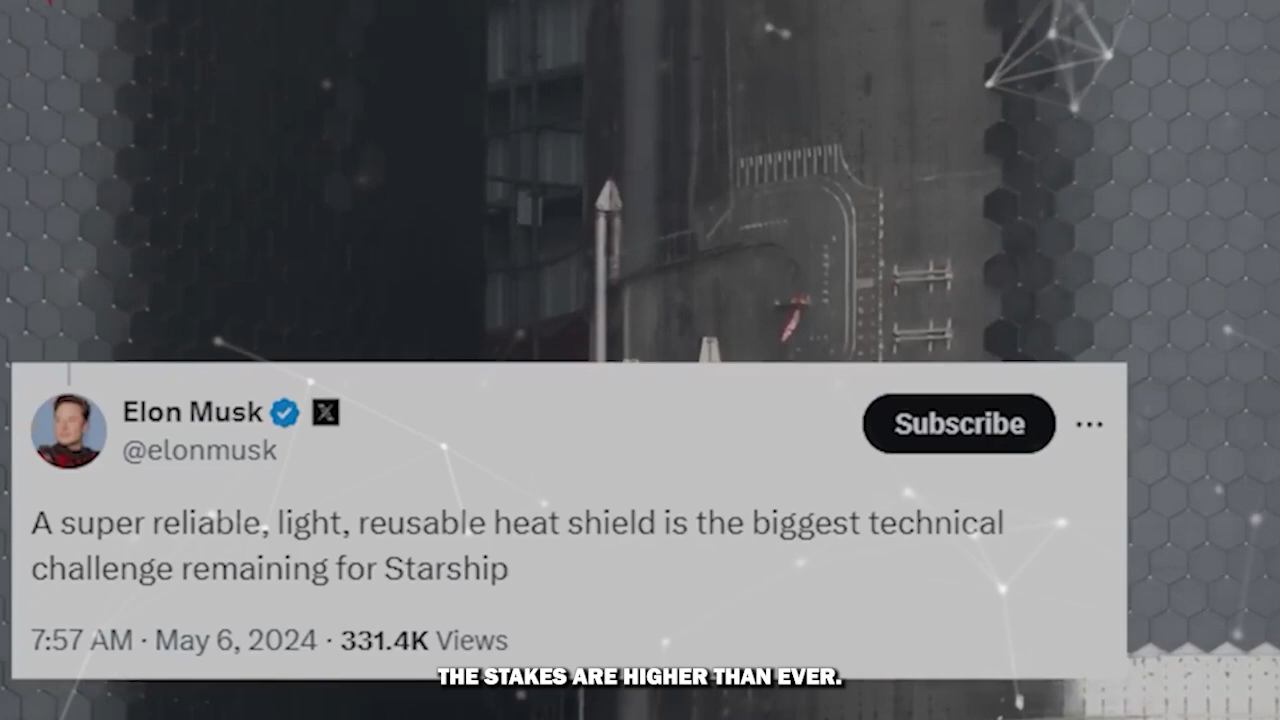 Elon Musk
@elonmusk
Subscribe
A super reliable, light, reusable heat shield is the biggest technical
challenge remaining for Starship
7:57 AM · May 6, 2024 · 331.4K Views
THE STAKES ARE HIGHER THAN EVER.